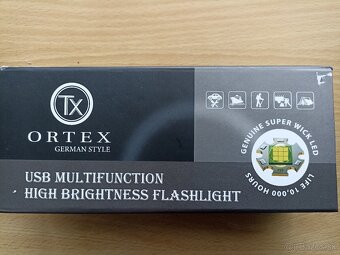 TX
ORTEX
GERMAN STYLE
USB MULTIFUNCTION
HIGH BRIGHTNESS FLASHLIGHT
GENUINE SUPER WICK LED
LIFE 10,000 HOURS